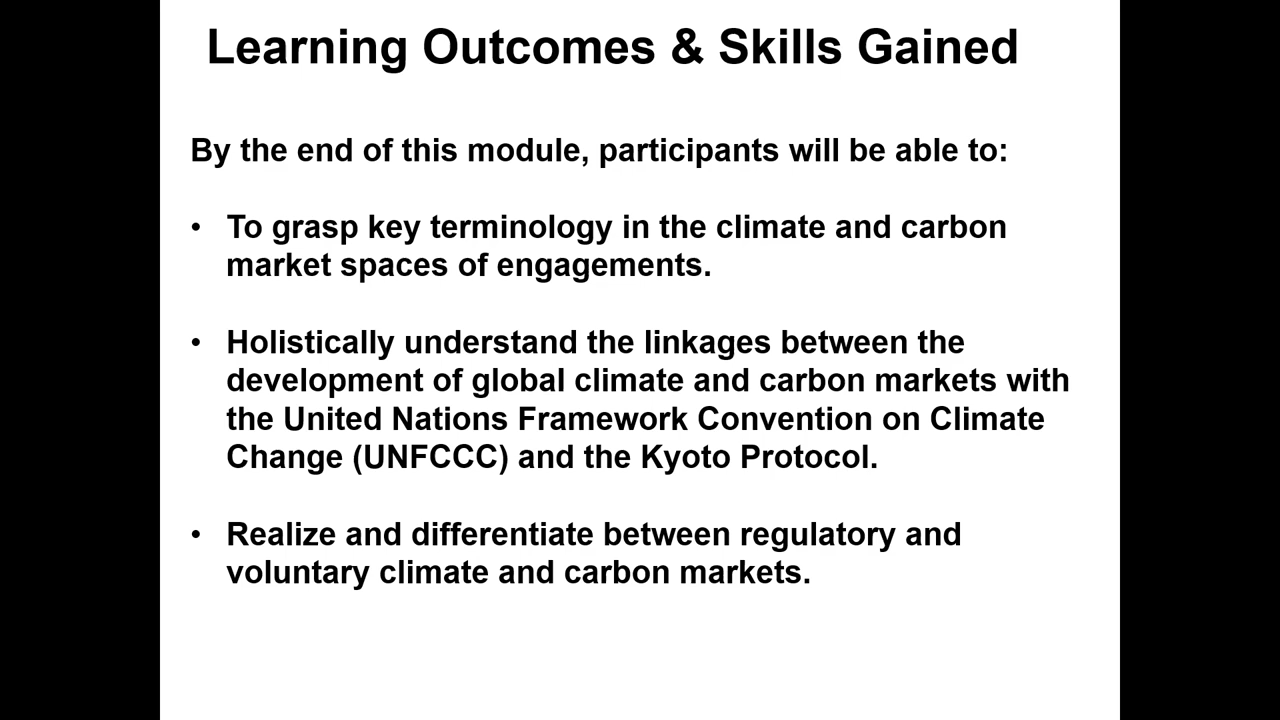 Learning Outcomes & Skills Gained
By the end of this module, participants will be able to:
• To grasp key terminology in the climate and carbon
market spaces of engagements.
• Holistically understand the linkages between the
development of global climate and carbon markets with
the United Nations Framework Convention on Climate
Change (UNFCCC) and the Kyoto Protocol.
• Realize and differentiate between regulatory and
voluntary climate and carbon markets.